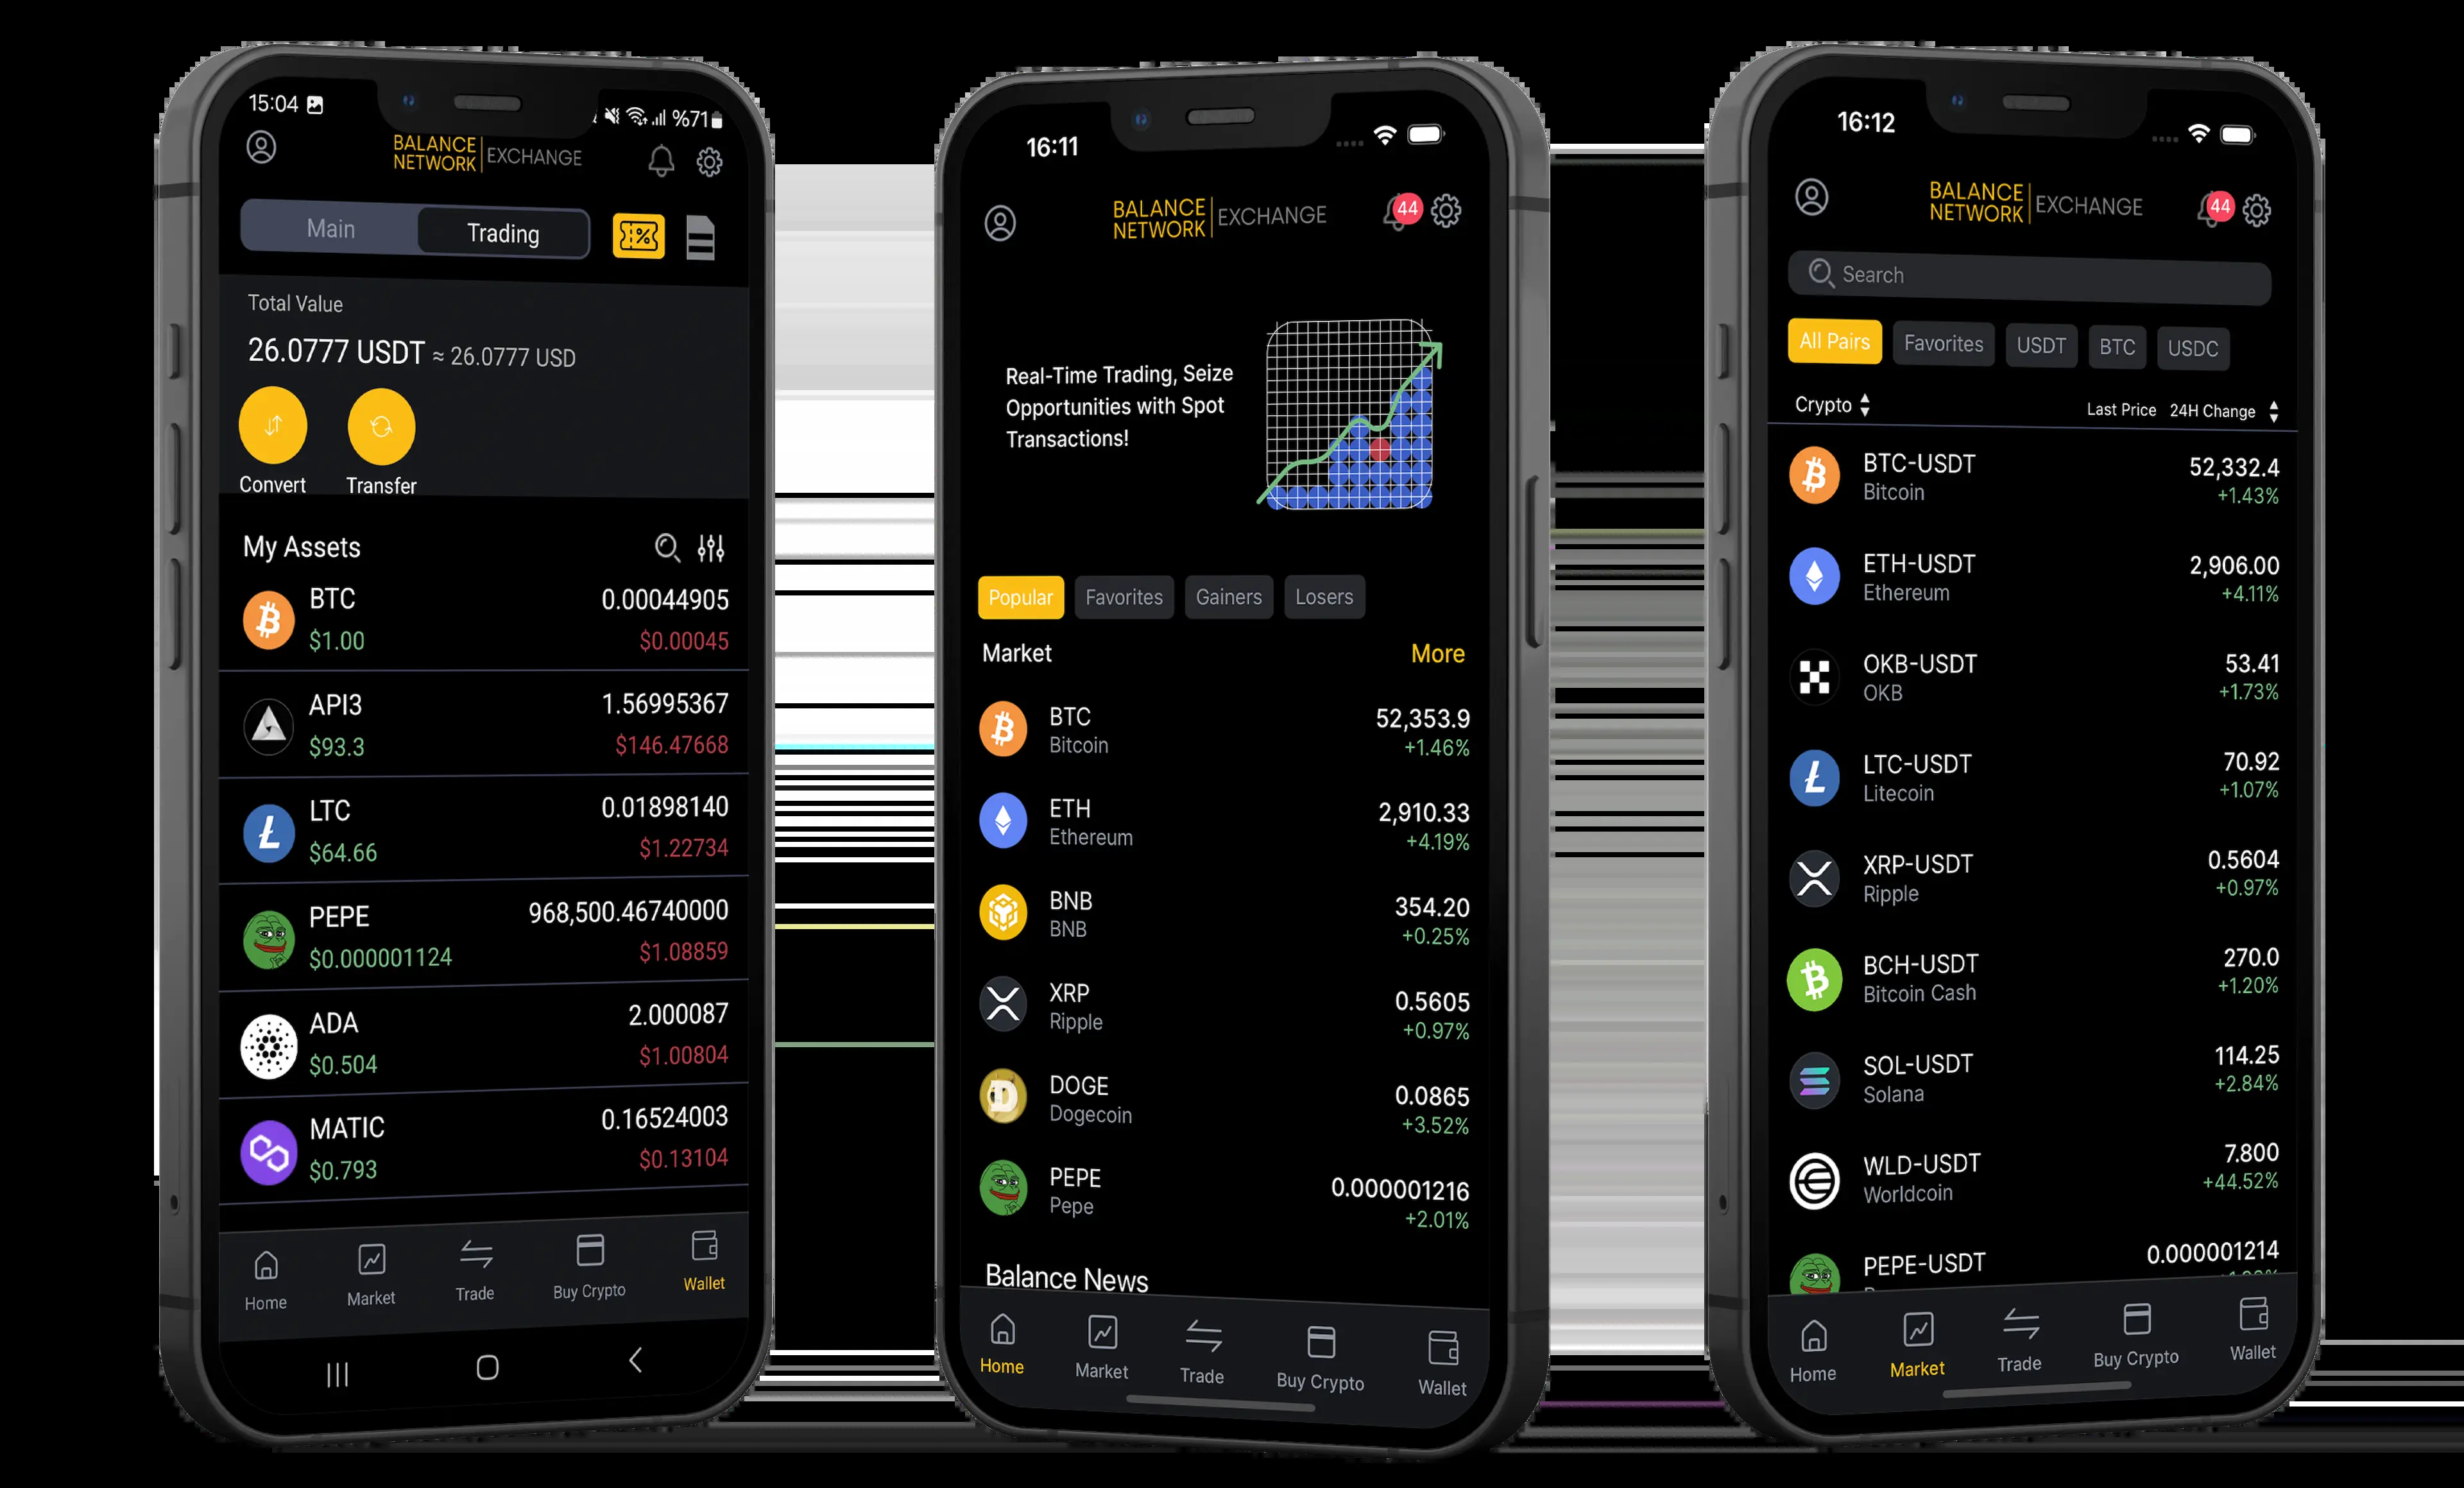 15:04
%71
BALANCE
NETWORK EXCHANGE
Main Trading
Total Value
26.0777 USDT ≈ 26.0777 USD
Convert Transfer
My Assets
BTC 0.00044905
$1.00 $0.00045
API3 1.56995367
$93.3 $146.47668
LTC 0.01898140
$64.66 $1.22734
PEPE 968,500.46740000
$0.000001124 $1.08859
ADA 2.000087
$0.504 $1.00804
MATIC 0.16524003
$0.793 $0.13104
Home Market Trade Buy Crypto Wallet
16:11
BALANCE
NETWORK EXCHANGE
44
Real-Time Trading, Seize
Opportunities with Spot
Transactions!
Popular Favorites Gainers Losers
Market More
BTC 52,353.9
Bitcoin +1.46%
ETH 2,910.33
Ethereum +4.19%
BNB 354.20
BNB +0.25%
XRP 0.5605
Ripple +0.97%
DOGE 0.0865
Dogecoin +3.52%
PEPE 0.000001216
Pepe +2.01%
Balance News
Home Market Trade Buy Crypto Wallet
16:12
BALANCE
NETWORK EXCHANGE
44
Search
All Pairs Favorites USDT BTC USDC
Crypto Last Price 24H Change
BTC-USDT 52,332.4
Bitcoin +1.43%
ETH-USDT 2,906.00
Ethereum +4.11%
OKB-USDT 53.41
OKB +1.73%
LTC-USDT 70.92
Litecoin +1.07%
XRP-USDT 0.5604
Ripple +0.97%
BCH-USDT 270.0
Bitcoin Cash +1.20%
SOL-USDT 114.25
Solana +2.84%
WLD-USDT 7.800
Worldcoin +44.52%
PEPE-USDT 0.000001214
Home Market Trade Buy Crypto Wallet